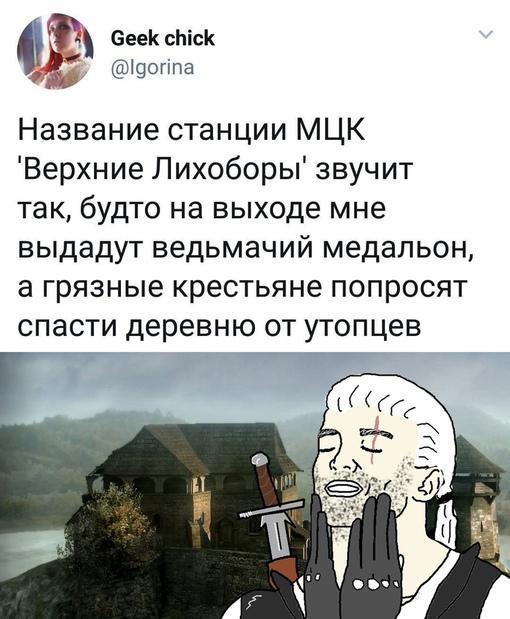 Geek chick
@Igorina
Название станции МЦК
'Верхние Лихоборы' звучит
так, будто на выходе мне
выдадут ведьмачий медальон,
а грязные крестьяне попросят
спасти деревню от утопцев